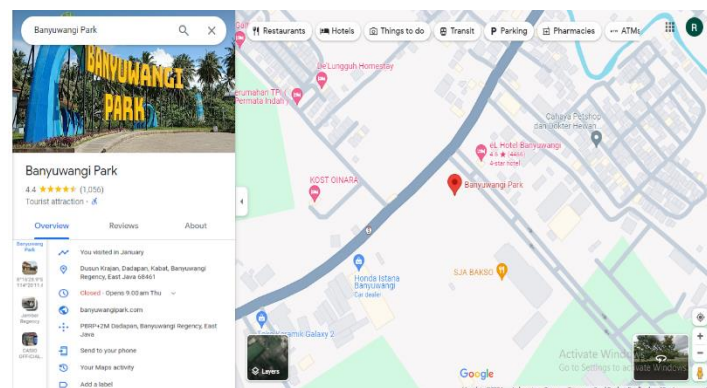 Banyuwangi Park
BANYUWANGI
PARK
Banyuwangi Park
4.4 (1,056)
Tourist attraction
Overview
Reviews
About
Banyuwangi
Park
Jember
Regency
You visited in January
Dusun Krajan, Dadapan, Kabat, Banyuwangi
Regency, East Java 68461
Closed · Opens 9:00 am Thu
banyuwangipark.com
PBRP+2M Dadapan, Banyuwangi Regency, East
Java
Send to your phone
Your Maps activity
Add a label
Restaurants
Hotels
Things to do
Transit
P Parking
Pharmacies
ATMs
R
De'Lungguh Homestay
Permata Indah
Cahaya Petshop
dan Dokter Hewan
eL Hotel Banyuwangi
4-star hotel
KOST OINARA
Banyuwangi Park
SJA BAKSO
Honda Istana
Banyuwangi
Car dealer
Keramik Galaxy 2
Layers
Google
Activate Windows
Go to Settings to activate Windows.